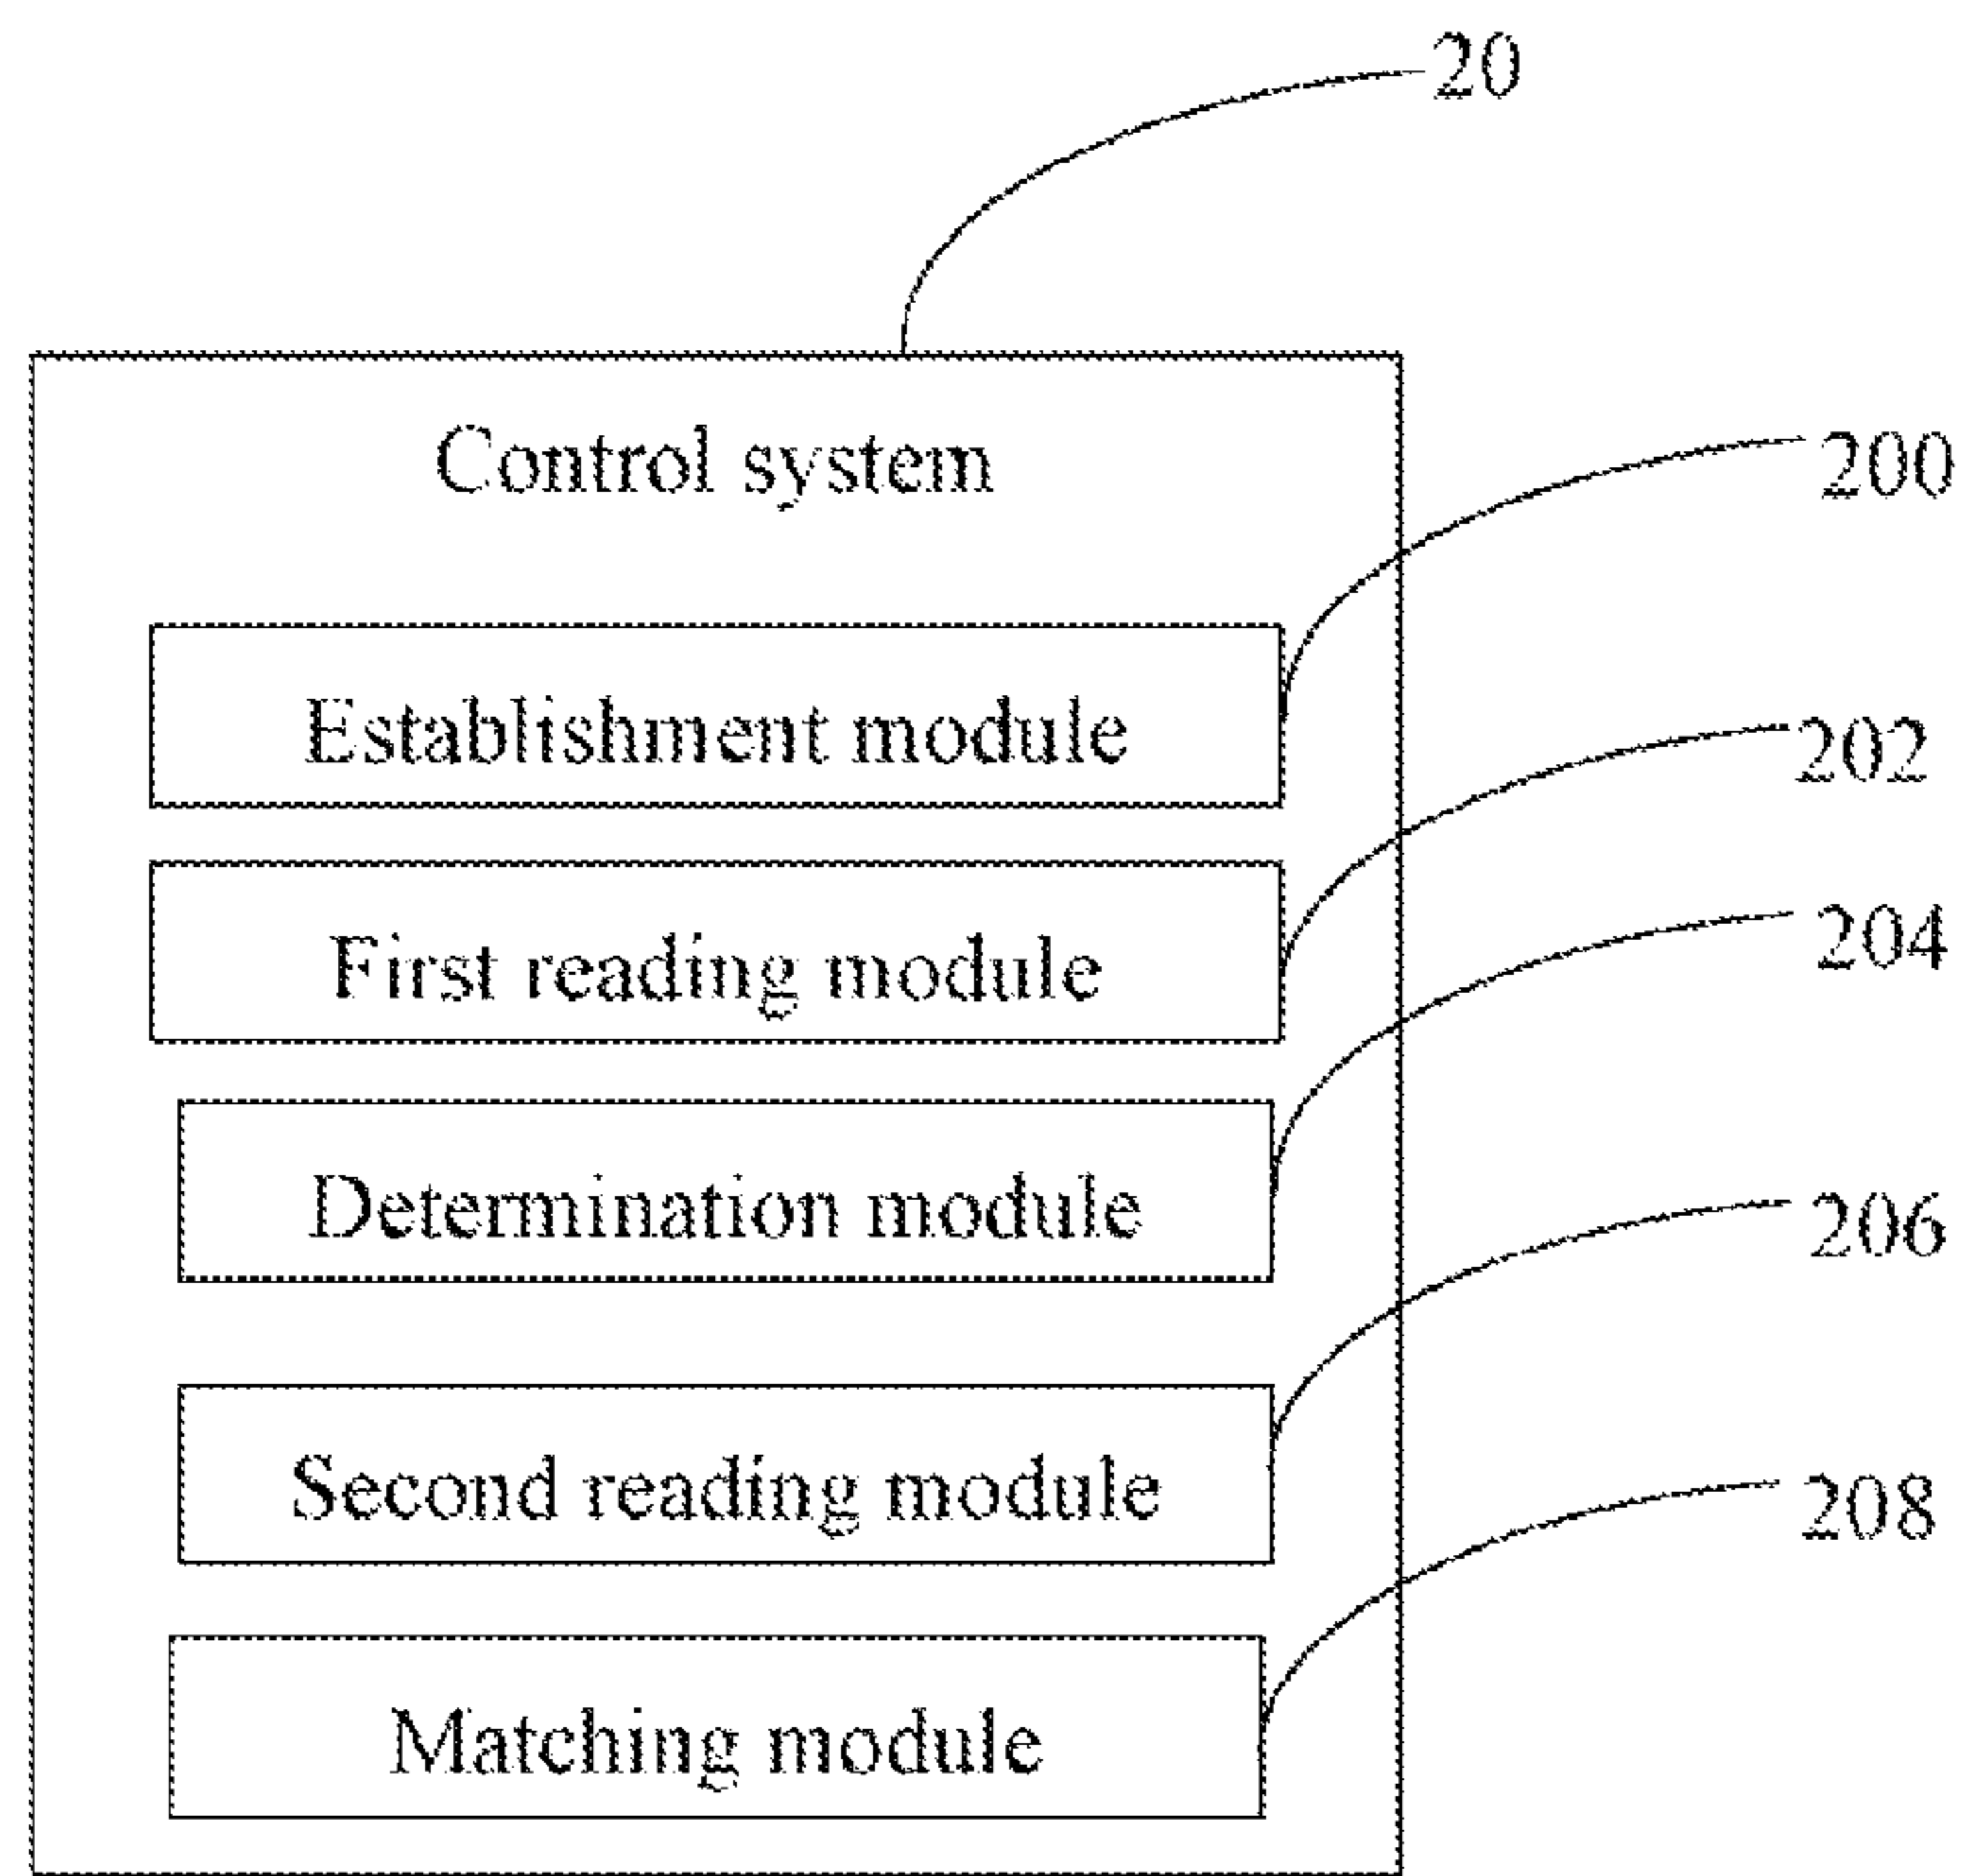 20
Control system
200
Establishment module
202
First reading module
204
Determination module
206
Second reading module
208
Matching module